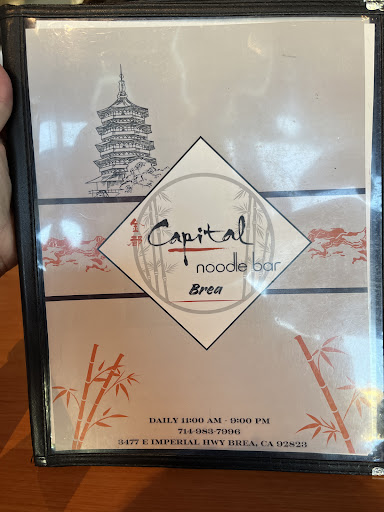 Capital
noodle bar
Brea
DAILY 11:00 AM - 9:00 PM
714-983-7996
3477 E IMPERIAL HWY BREA, CA 92823